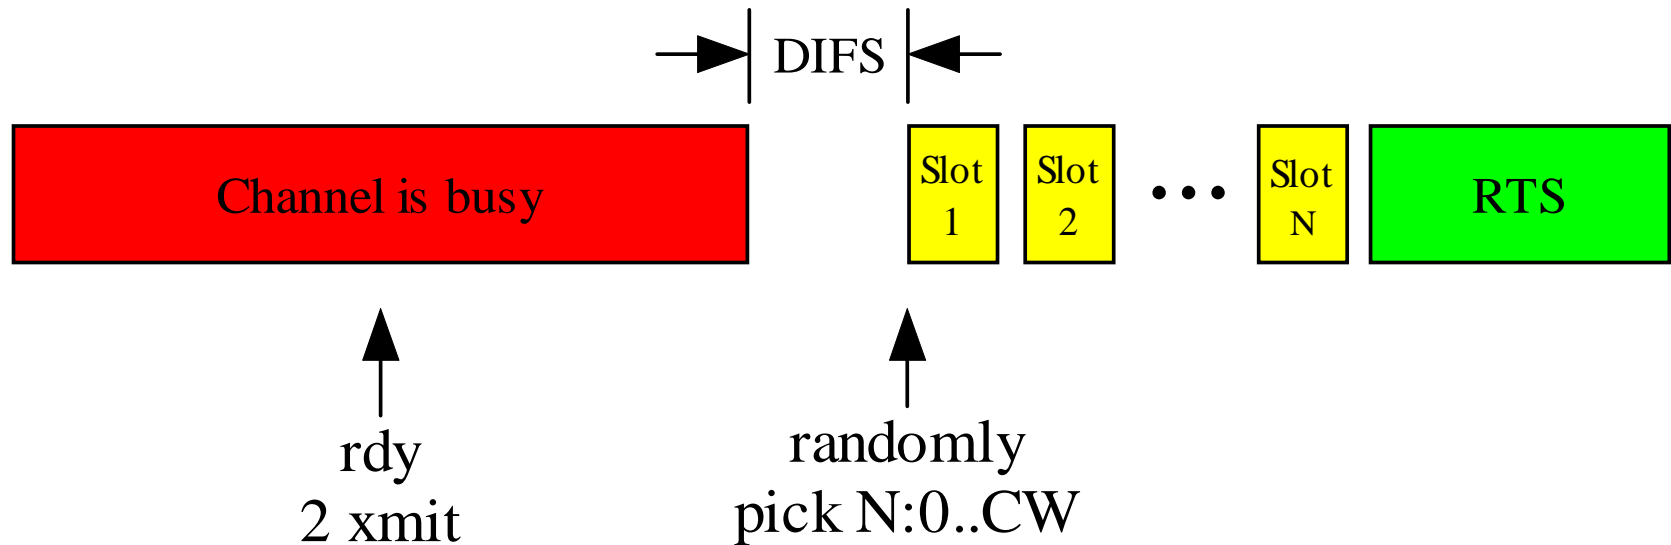 DIFS
Channel is busy
Slot
1
Slot
2
Slot
N
RTS
rdy
2 xmit
randomly
pick N:0..CW